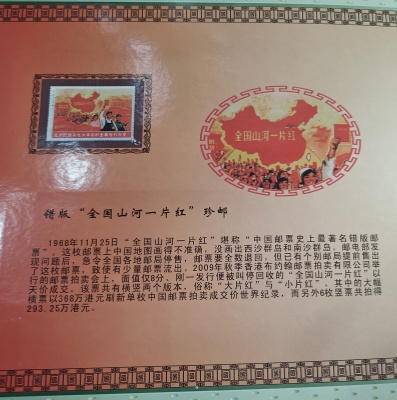 全国山河一片红
错版“全国山河一片红”珍邮
1968年11月25日“全国山河一片红”堪称“中国邮票史上最著名错版邮
票”，这枚邮票上中国地图画得不准确，没画出西沙群岛和南沙群岛。邮电部发
现问题后，急令全国各地邮局停售，邮票要全数退回，但已有个别邮局提前售出
了这枚邮票，致使有少量邮票流出，2009年秋季香港布约翰邮票拍卖有限公司举
行的邮票拍卖会上，面值仅8分、刚一发行便被叫停回收的“全国山河一片红”以
天价成交。该票共有横竖两个版本，俗称“大片红”与“小片红”、其中的大幅
横票以368万港元刷新单枚中国邮票拍卖成交价世界纪录，而另外6枚竖票共拍得
293.25万港元。